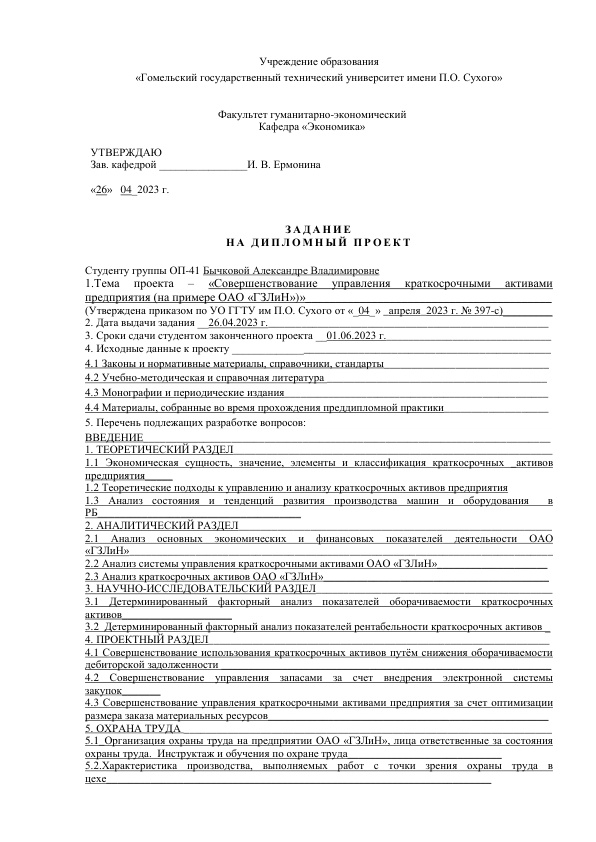 Учреждение образования
«Гомельский государственный технический университет имени П.О. Сухого»
Факультет гуманитарно-экономический
Кафедра «Экономика»
УТВЕРЖДАЮ
Зав. кафедрой ________________И. В. Ермонина
«26» 04_2023 г.
ЗАДАНИЕ
НА ДИПЛОМНЫЙ ПРОЕКТ
Студенту группы ОП-41 Бычковой Александре Владимировне
1.Тема проекта – «Совершенствование управления краткосрочными активами
предприятия (на примере ОАО «ГЗЛиН»)»
(Утверждена приказом по УО ГГТУ им П.О. Сухого от «_04_»_апреля_2023 г. № 397-с)
2. Дата выдачи задания __26.04.2023 г.
3. Сроки сдачи студентом законченного проекта __01.06.2023 г.
4. Исходные данные к проекту
4.1 Законы и нормативные материалы, справочники, стандарты
4.2 Учебно-методическая и справочная литература
4.3 Монографии и периодические издания
4.4 Материалы, собранные во время прохождения преддипломной практики
5. Перечень подлежащих разработке вопросов:
ВВЕДЕНИЕ
1. ТЕОРЕТИЧЕСКИЙ РАЗДЕЛ
1.1 Экономическая сущность, значение, элементы и классификация краткосрочных _активов
предприятия_____
1.2 Теоретические подходы к управлению и анализу краткосрочных активов предприятия
1.3 Анализ состояния и тенденций развития производства машин и оборудования в
РБ
2. АНАЛИТИЧЕСКИЙ РАЗДЕЛ
2.1 Анализ основных экономических и финансовых показателей деятельности ОАО
«ГЗЛиН»
2.2 Анализ системы управления краткосрочными активами ОАО «ГЗЛиН»
2.3 Анализ краткосрочных активов ОАО «ГЗЛиН»
3. НАУЧНО-ИССЛЕДОВАТЕЛЬСКИЙ РАЗДЕЛ
3.1 Детерминированный факторный анализ показателей оборачиваемости краткосрочных
активов
3.2 Детерминированный факторный анализ показателей рентабельности краткосрочных активов _
4. ПРОЕКТНЫЙ РАЗДЕЛ
4.1 Совершенствование использования краткосрочных активов путём снижения оборачиваемости
дебиторской задолженности
4.2 Совершенствование управления запасами за счет внедрения электронной системы
закупок_______
4.3 Совершенствование управления краткосрочными активами предприятия за счет оптимизации
размера заказа материальных ресурсов
5. ОХРАНА ТРУДА
5.1_Организация охраны труда на предприятии ОАО «ГЗЛиН», лица ответственные за состояния
охраны труда. Инструктаж и обучения по охране труда
5.2.Характеристика производства, выполняемых работ с точки зрения охраны труда в
цехе